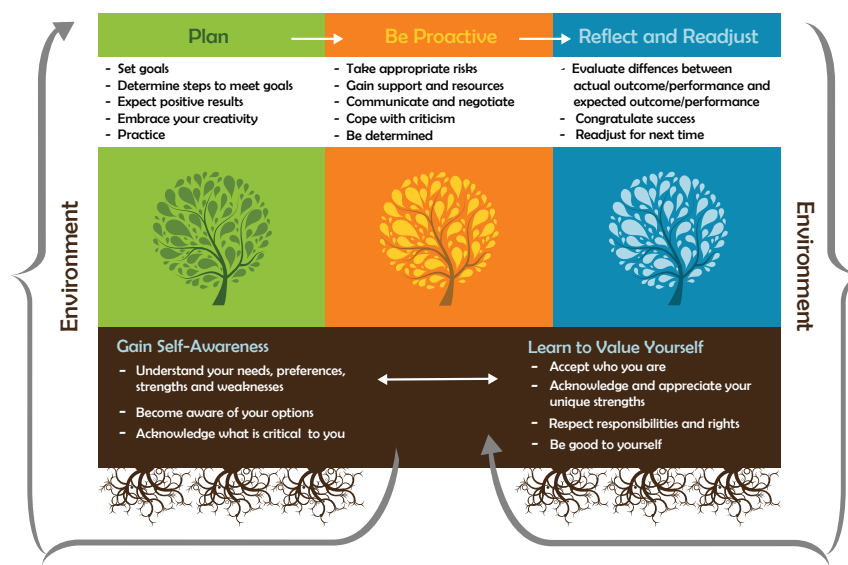 Plan
Be Proactive
Reflect and Readjust
- Set goals
- Determine steps to meet goals
- Expect positive results
- Embrace your creativity
- Practice
- Take appropriate risks
- Gain support and resources
- Communicate and negotiate
- Cope with criticism
- Be determined
- Evaluate diffences between
actual outcome/performance and
expected outcome/performance
- Congratulate success
- Readjust for next time
Environment
Environment
Gain Self-Awareness
- Understand your needs, preferences,
strengths and weaknesses
- Become aware of your options
- Acknowledge what is critical to you
Learn to Value Yourself
- Accept who you are
- Acknowledge and appreciate your
unique strengths
- Respect responsibilities and rights
- Be good to yourself